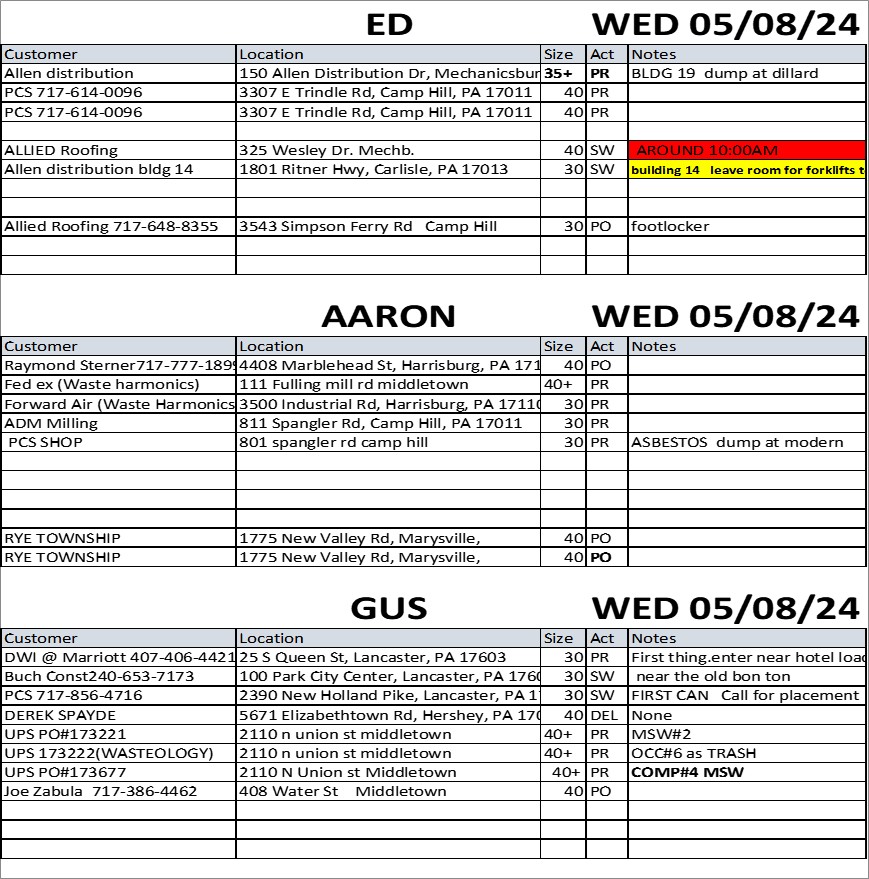 ED WED 05/08/24
Customer Location Size Act Notes
Allen distribution 150 Allen Distribution Dr, Mechanicsbur 35+ PR BLDG 19 dump at dillard
PCS 717-614-0096 3307 E Trindle Rd, Camp Hill, PA 17011 40 PR
PCS 717-614-0096 3307 E Trindle Rd, Camp Hill, PA 17011 40 PR
ALLIED Roofing 325 Wesley Dr. Mechb. 40 SW AROUND 10:00AM
Allen distribution bldg 14 1801 Ritner Hwy, Carlisle, PA 17013 30 SW building 14 leave room for forklifts t
Allied Roofing 717-648-8355 3543 Simpson Ferry Rd Camp Hill 30 PO footlocker
AARON WED 05/08/24
Customer Location Size Act Notes
Raymond Sterner717-777-1899 4408 Marblehead St, Harrisburg, PA 171 40 PO
Fed ex (Waste harmonics) 111 Fulling mill rd middletown 40+ PR
Forward Air (Waste Harmonics 3500 Industrial Rd, Harrisburg, PA 17110 30 PR
ADM Milling 811 Spangler Rd, Camp Hill, PA 17011 30 PR
PCS SHOP 801 spangler rd camp hill 30 PR ASBESTOS dump at modern
RYE TOWNSHIP 1775 New Valley Rd, Marysville, 40 PO
RYE TOWNSHIP 1775 New Valley Rd, Marysville, 40 PO
GUS WED 05/08/24
Customer Location Size Act Notes
DWI @ Marriott 407-406-4421 25 S Queen St, Lancaster, PA 17603 30 PR First thing.enter near hotel load
Buch Const240-653-7173 100 Park City Center, Lancaster, PA 1760 30 SW near the old bon ton
PCS 717-856-4716 2390 New Holland Pike, Lancaster, PA 17 30 SW FIRST CAN Call for placement
DEREK SPAYDE 5671 Elizabethtown Rd, Hershey, PA 170 40 DEL None
UPS PO#173221 2110 n union st middletown 40+ PR MSW#2
UPS 173222(WASTEOLOGY) 2110 n union st middletown 40+ PR OCC#6 as TRASH
UPS PO#173677 2110 N Union st Middletown 40+ PR COMP#4 MSW
Joe Zabula 717-386-4462 408 Water St Middletown 40 PO